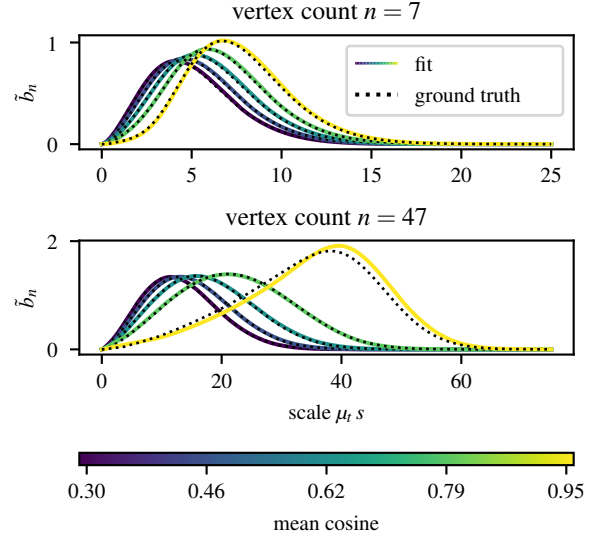 vertex count n = 7
1
0
b̃ₙ
fit
ground truth
0 5 10 15 20 25
vertex count n = 47
2
0
b̃ₙ
0 20 40 60
scale μₜ s
0.30 0.46 0.62 0.79 0.95
mean cosine